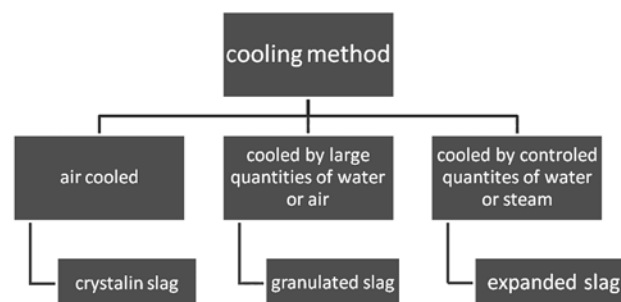 cooling method
air cooled
cooled by large
quantities of water
or air
cooled by controled
quantites of water
or steam
crystalin slag
granulated slag
expanded slag